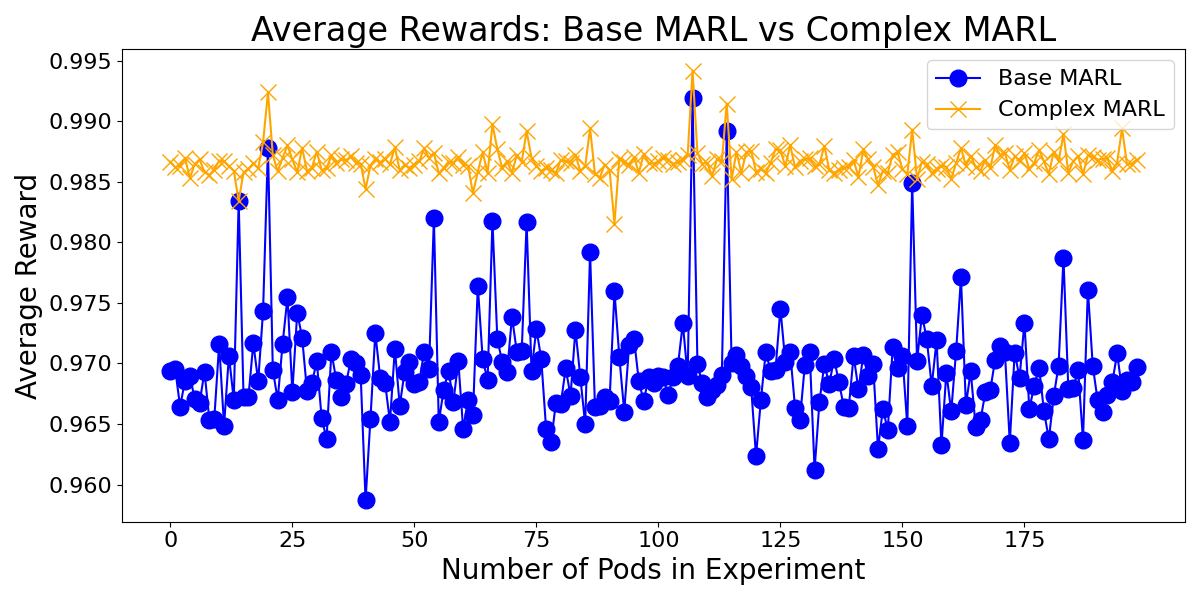 Average Rewards: Base MARL vs Complex MARL
Base MARL
Complex MARL
Average Reward
0.995
0.990
0.985
0.980
0.975
0.970
0.965
0.960
0 25 50 75 100 125 150 175
Number of Pods in Experiment